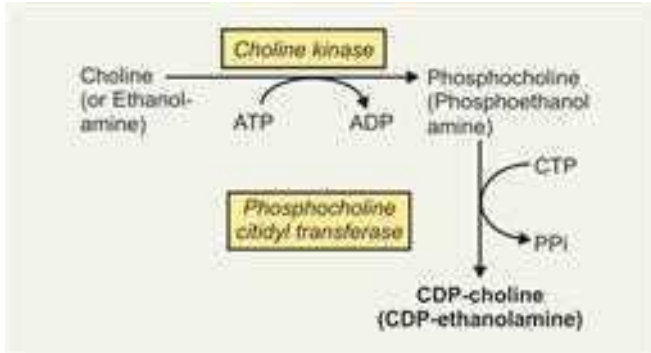 Choline kinase
Choline
(or Ethanol-
amine)
Phosphocholine
(Phosphoethanol
amine)
ATP
ADP
CTP
Phosphocholine
citidyl transferase
PPi
CDP-choline
(CDP-ethanolamine)